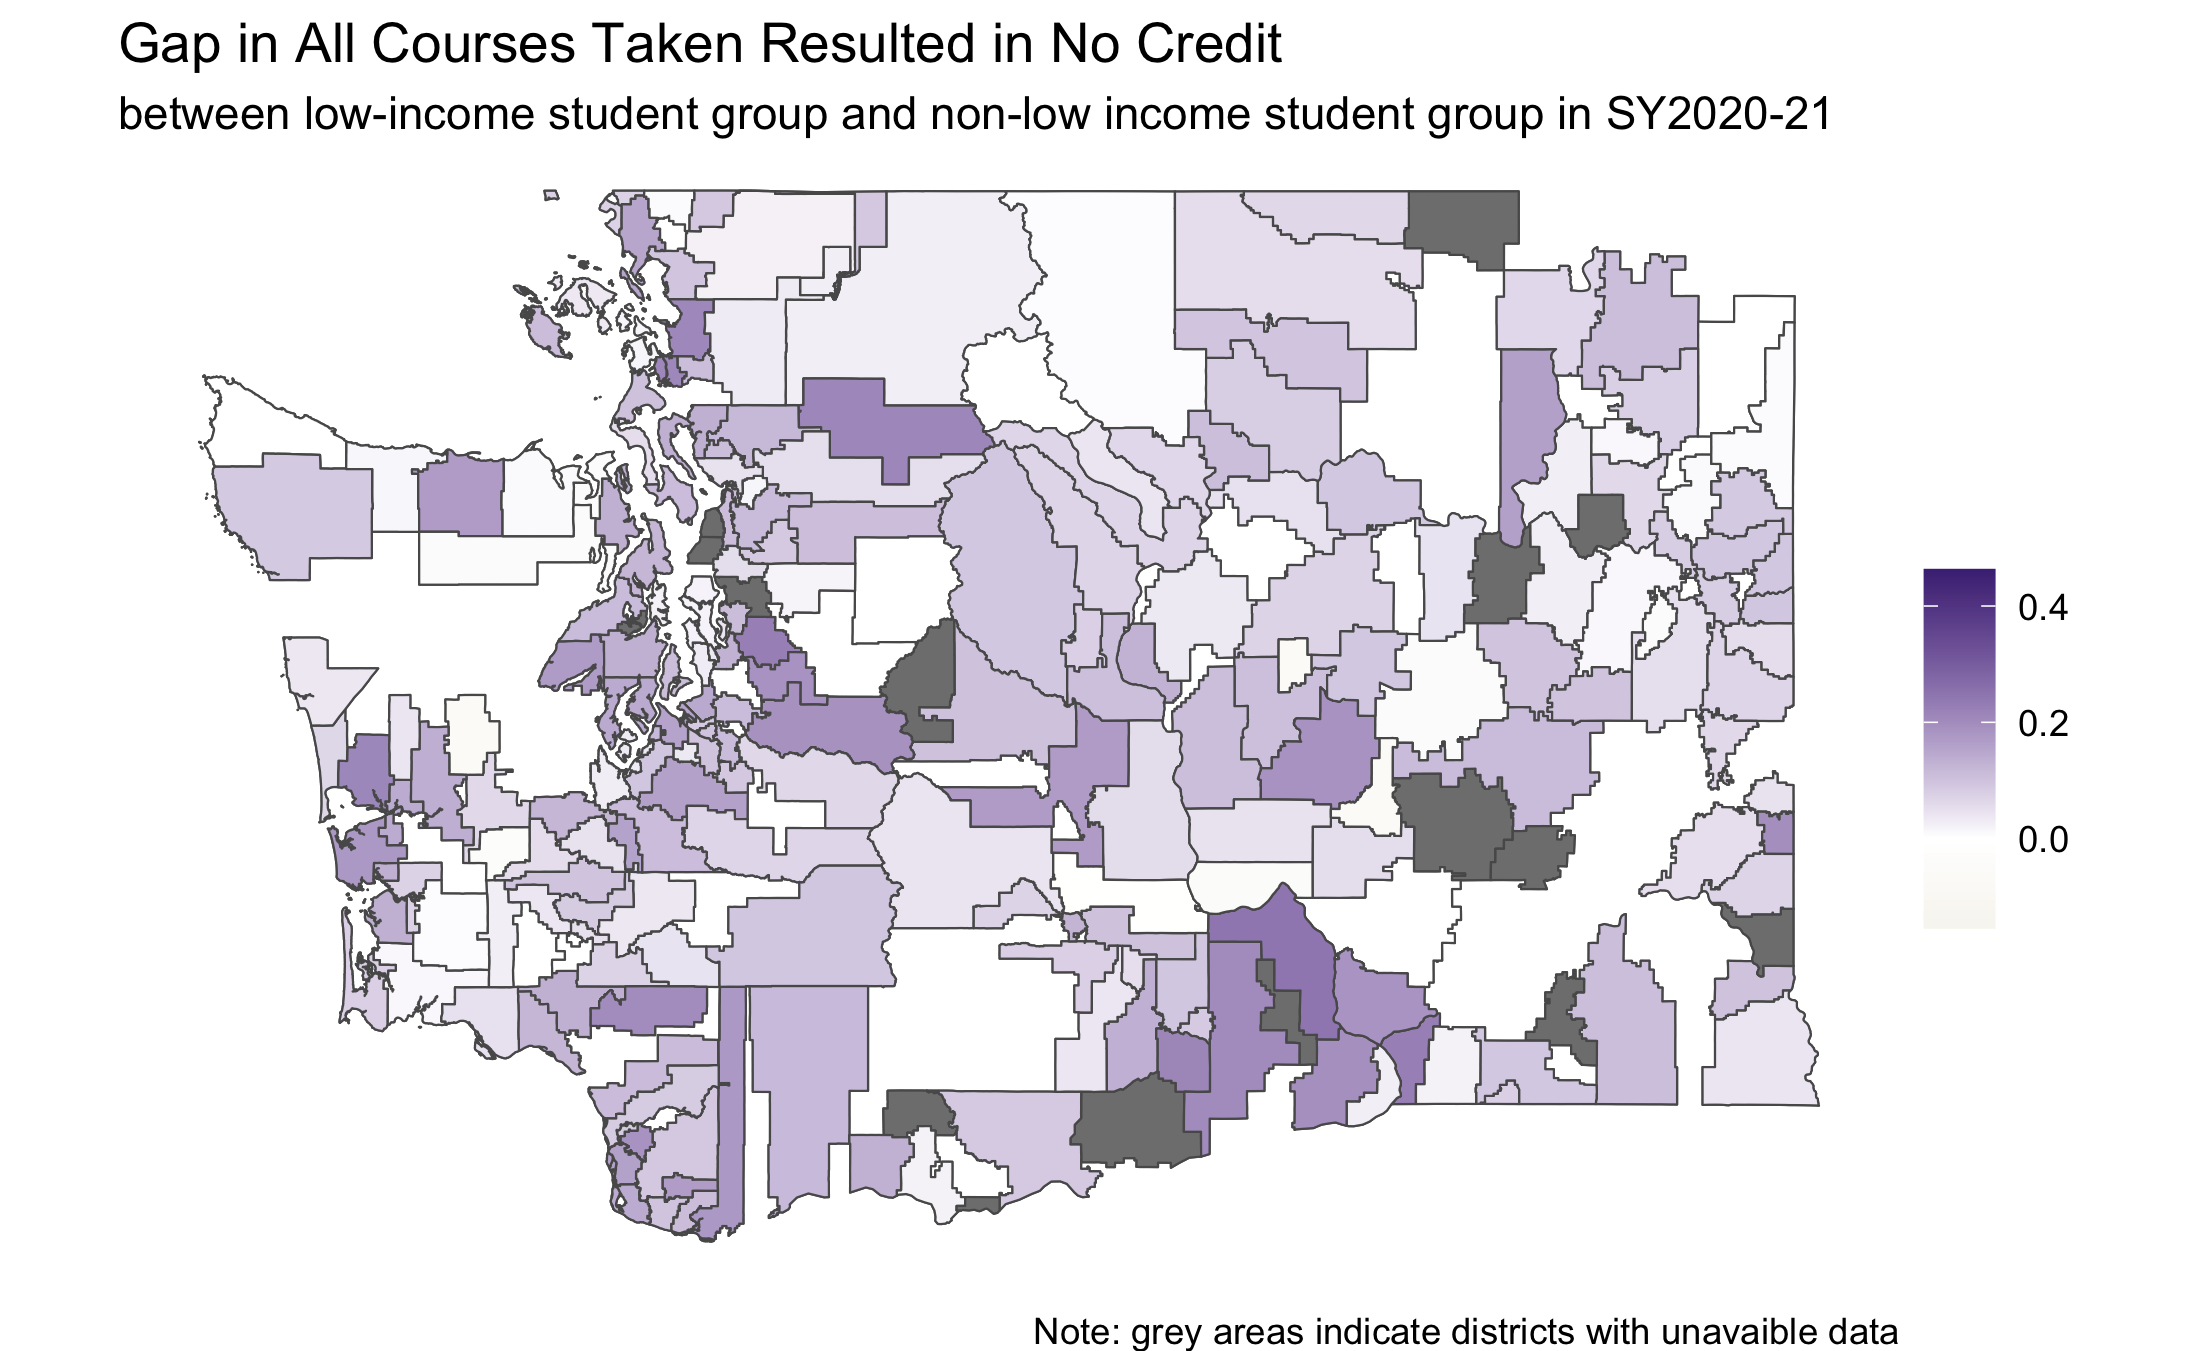 Gap in All Courses Taken Resulted in No Credit
between low-income student group and non-low income student group in SY2020-21
0.4
0.2
0.0
Note: grey areas indicate districts with unavaible data